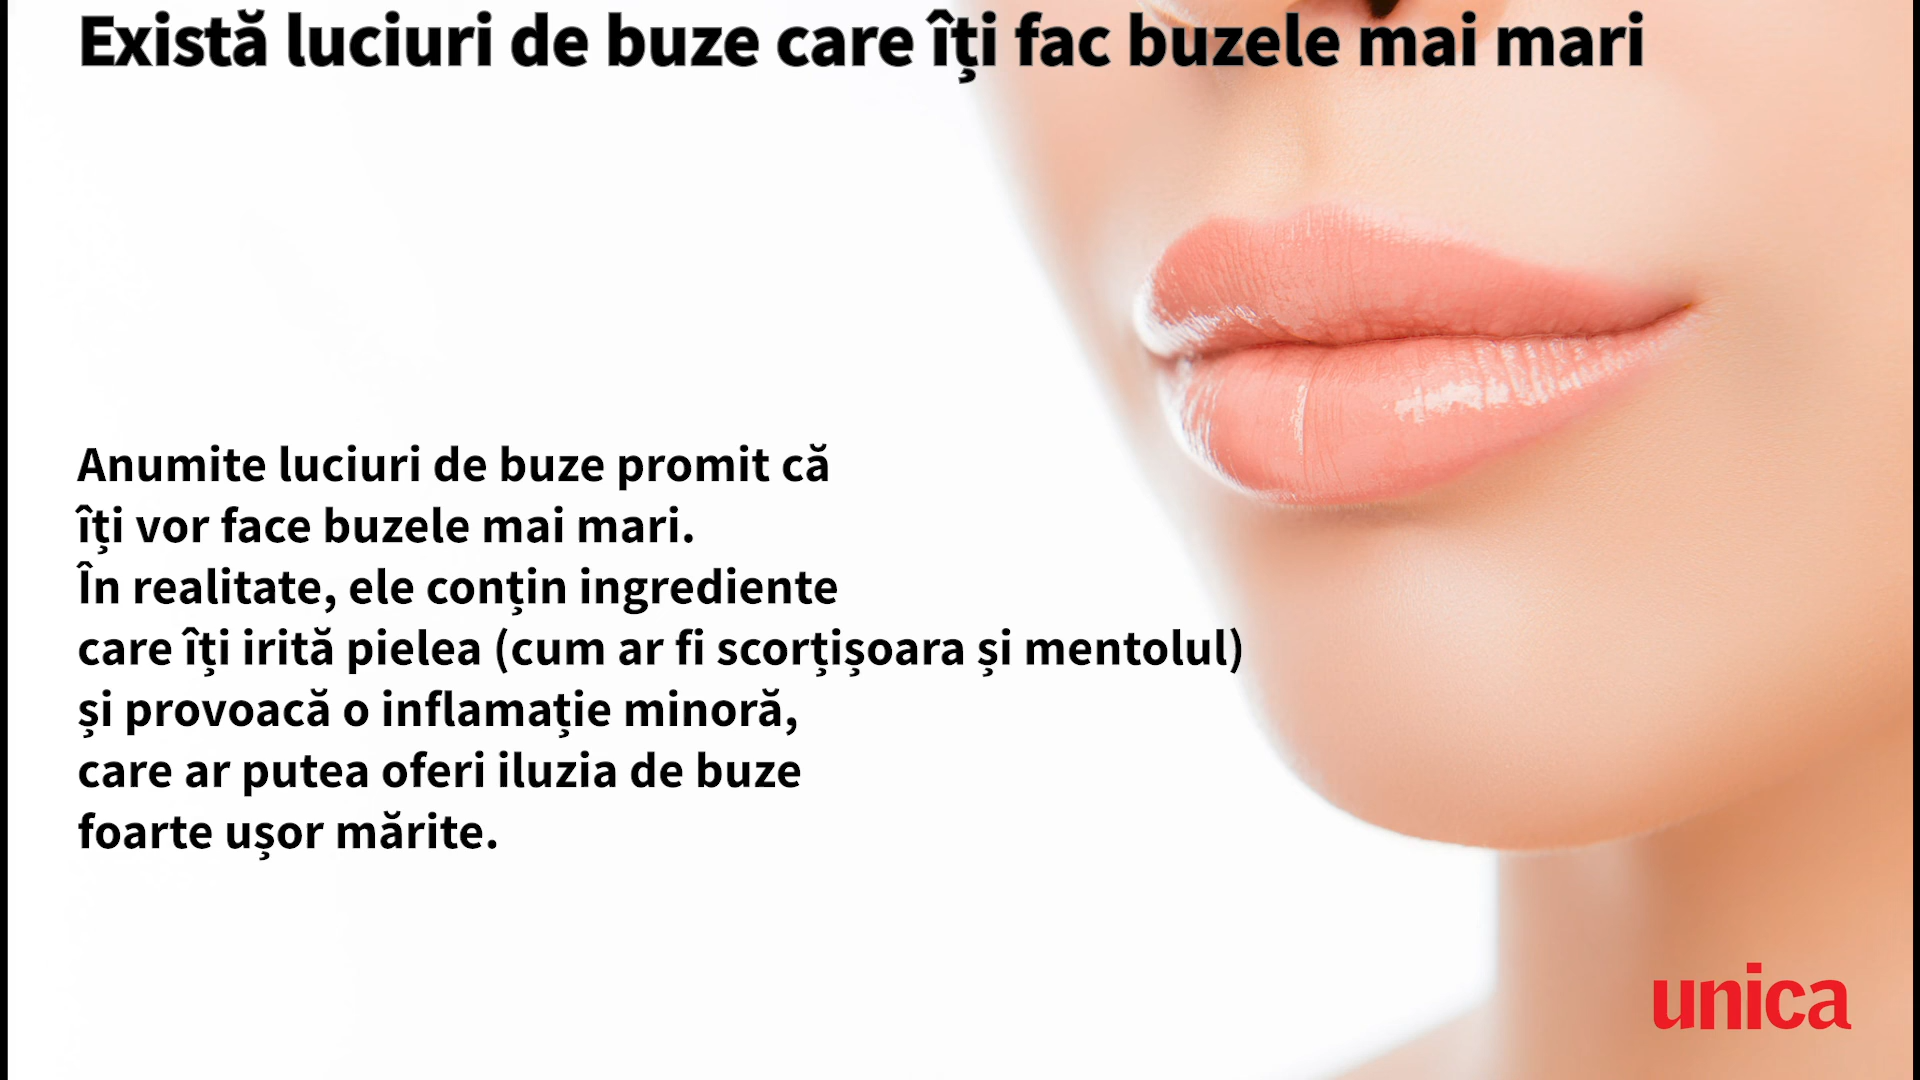 Există luciuri de buze care îți fac buzele mai mari
Anumite luciuri de buze promit că
îți vor face buzele mai mari.
În realitate, ele conțin ingrediente
care îți irită pielea (cum ar fi scorțișoara și mentolul)
și provoacă o inflamație minoră,
care ar putea oferi iluzia de buze
foarte ușor mărite.
unica